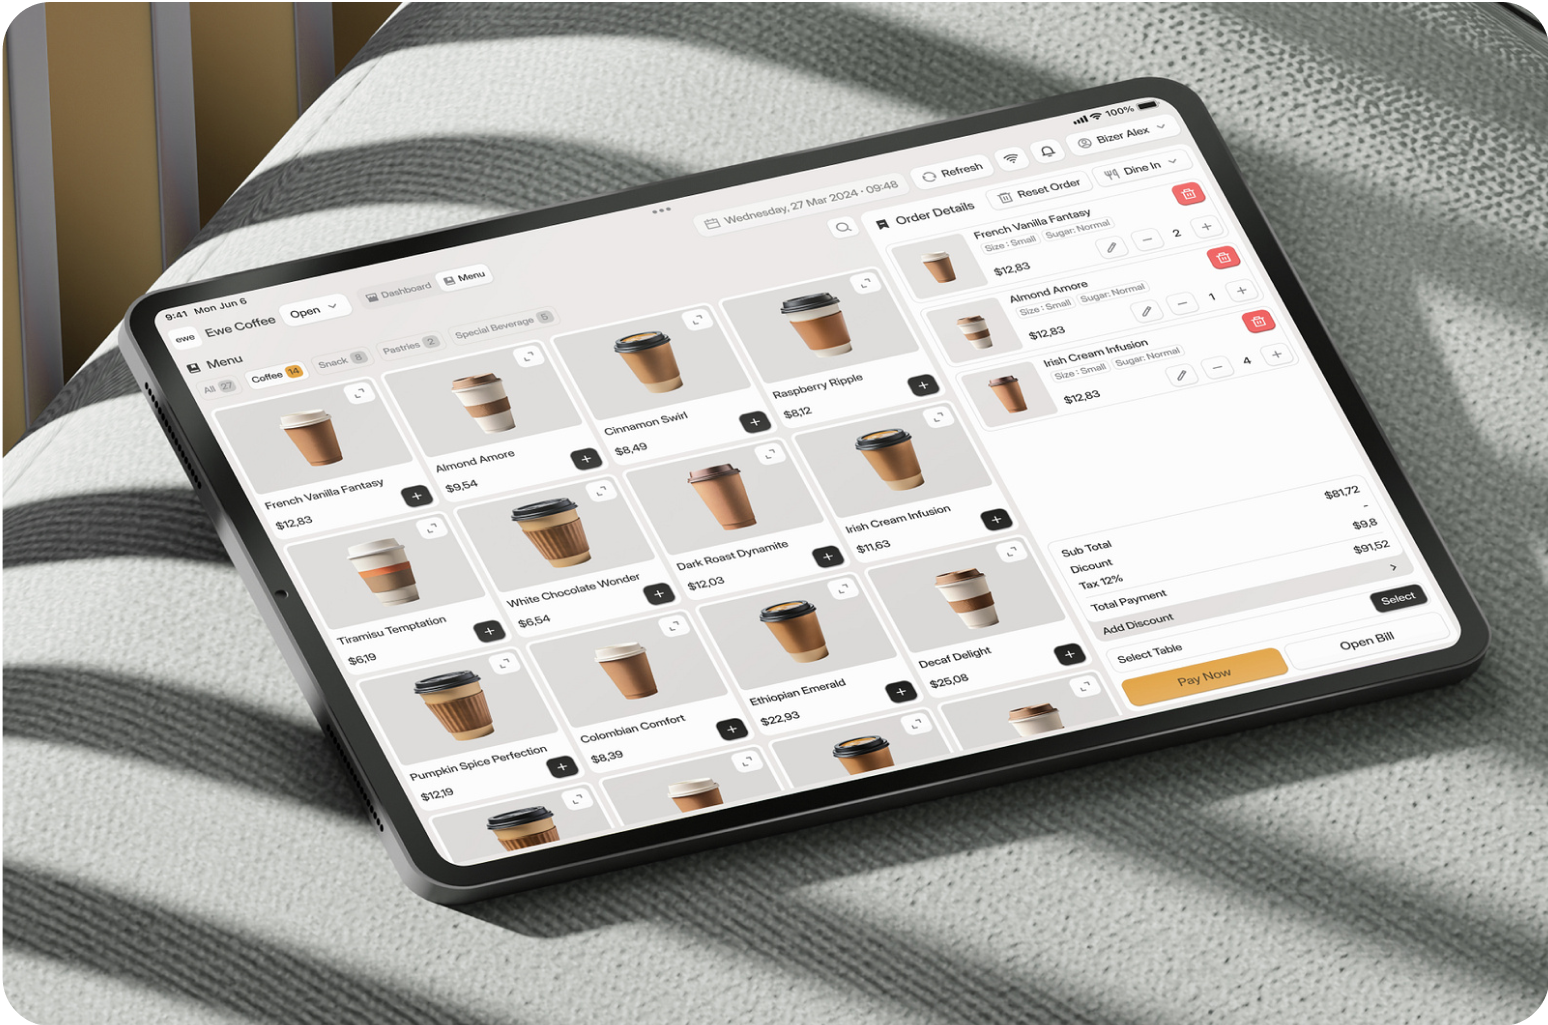 9:41 Mon Jun 6
100%
ewe Ewe Coffee Open
Dashboard Menu
Wednesday, 27 Mar 2024 · 09:48
Refresh
Bizer Alex
Menu
All 27 Coffee 14 Snack 8 Pastries 2 Special Beverage 5
French Vanilla Fantasy
$12,83
Almond Amore
$9,54
Cinnamon Swirl
$8,49
Raspberry Ripple
$8,12
Tiramisu Temptation
$6,19
White Chocolate Wonder
$6,54
Dark Roast Dynamite
$12,03
Irish Cream Infusion
$11,63
Pumpkin Spice Perfection
$12,19
Colombian Comfort
$8,39
Ethiopian Emerald
$22,93
Decaf Delight
$25,08
Order Details Reset Order Dine In
French Vanilla Fantasy
Size : Small Sugar: Normal
$12,83 2
Almond Amore
Size : Small Sugar: Normal
$12,83 1
Irish Cream Infusion
Size : Small Sugar: Normal
$12,83 4
Sub Total $81,72
Dicount -
Tax 12% $9,8
Total Payment $91,52
Add Discount
Select Table Select
Pay Now Open Bill